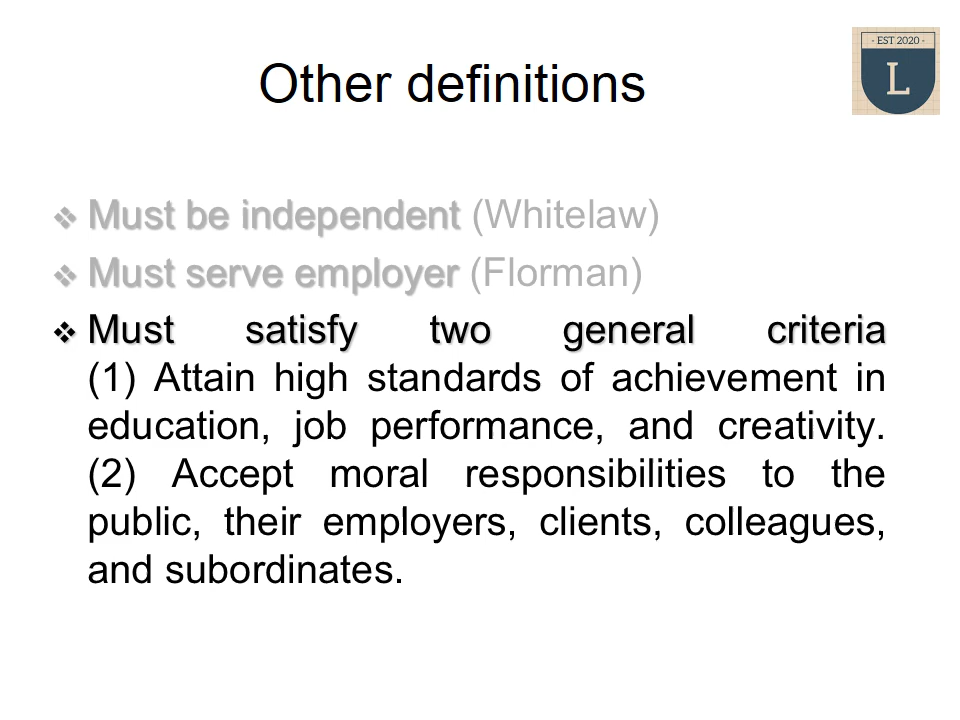 Other definitions
- EST 2020 -
L
❖ Must be independent (Whitelaw)
❖ Must serve employer (Florman)
❖ Must satisfy two general criteria
(1) Attain high standards of achievement in
education, job performance, and creativity.
(2) Accept moral responsibilities to the
public, their employers, clients, colleagues,
and subordinates.